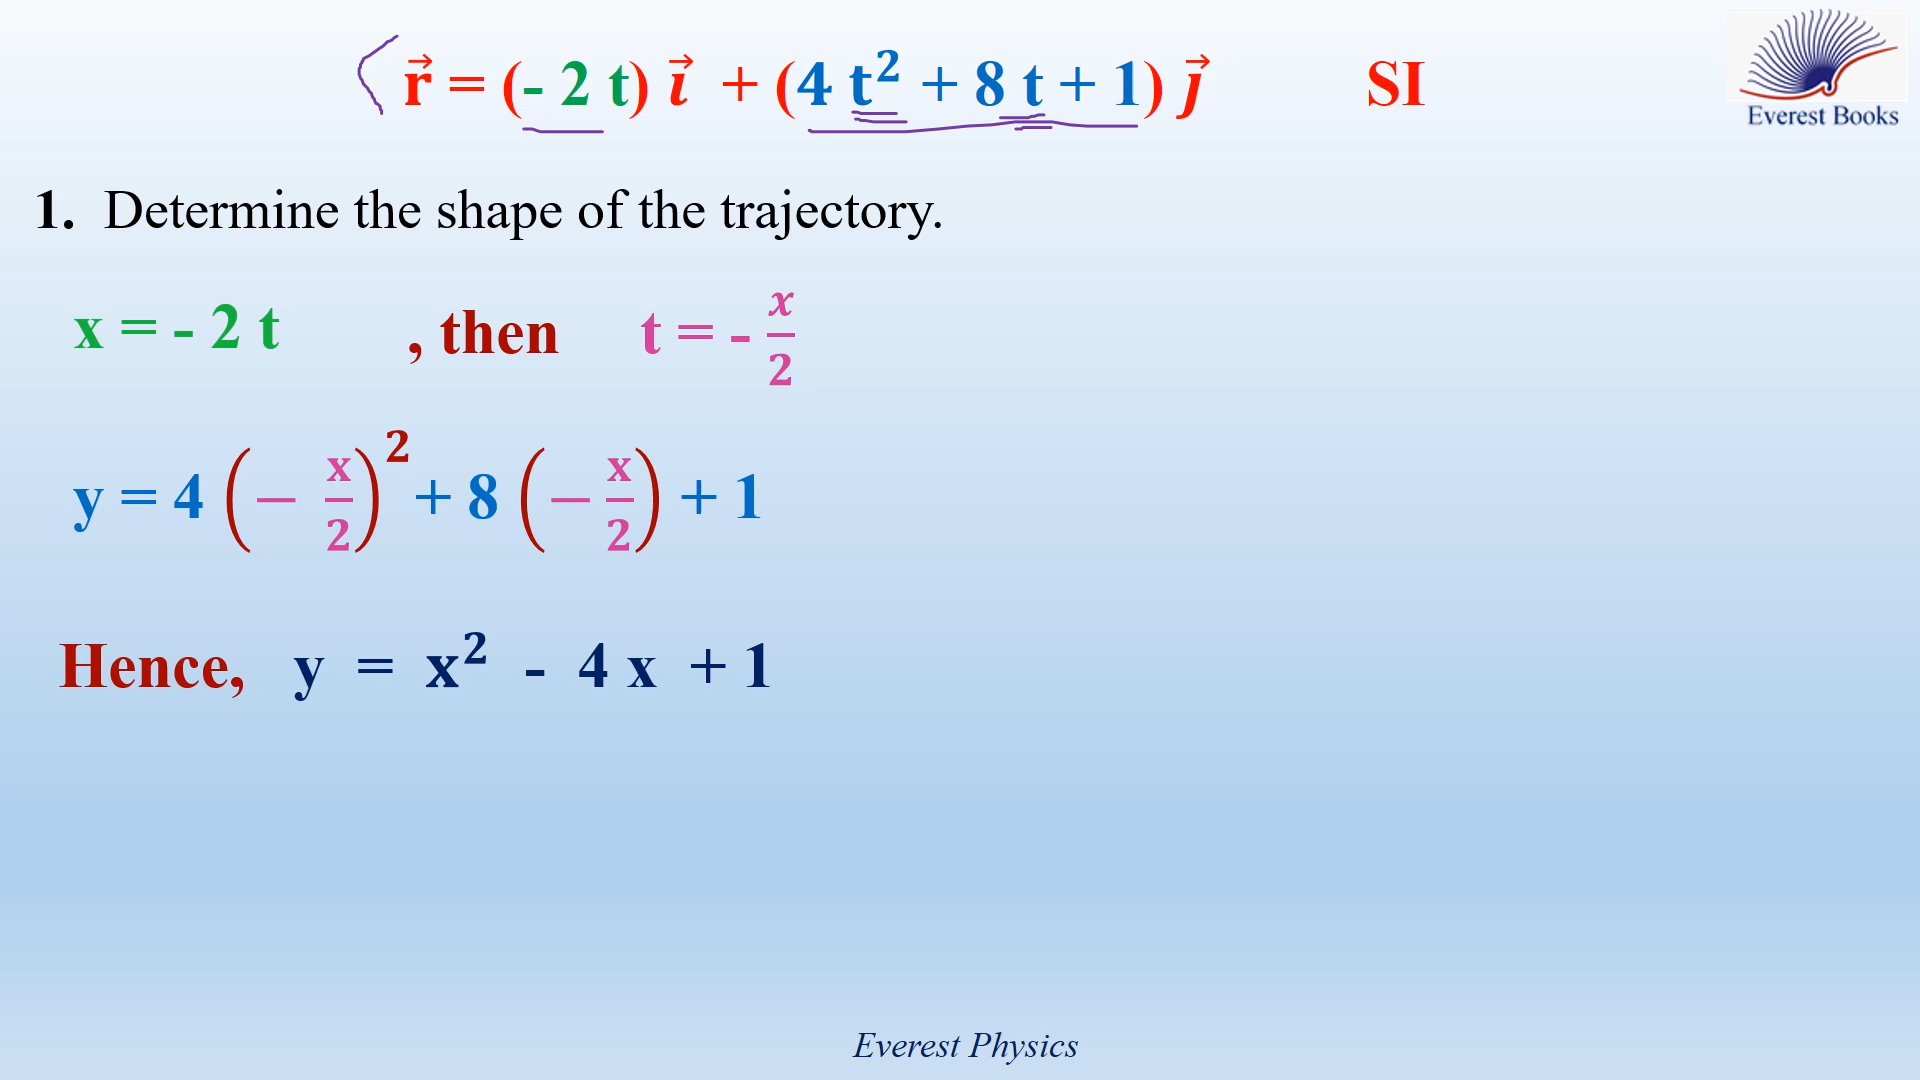 r⃗ = (- 2 t) i⃗ + (4 t² + 8 t + 1) j⃗ SI
Everest Books
1. Determine the shape of the trajectory.
x = - 2 t , then t = - x/2
y = 4 (− x/2)² + 8 (− x/2) + 1
Hence, y = x² - 4 x + 1
Everest Physics